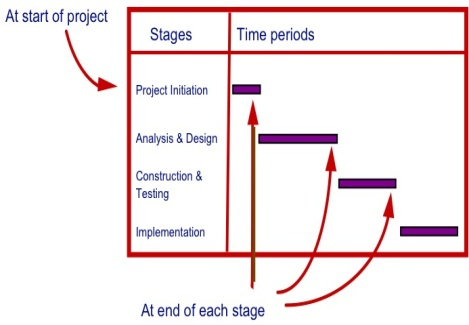 At start of project
Stages
Time periods
Project Initiation
Analysis & Design
Construction &
Testing
Implementation
At end of each stage